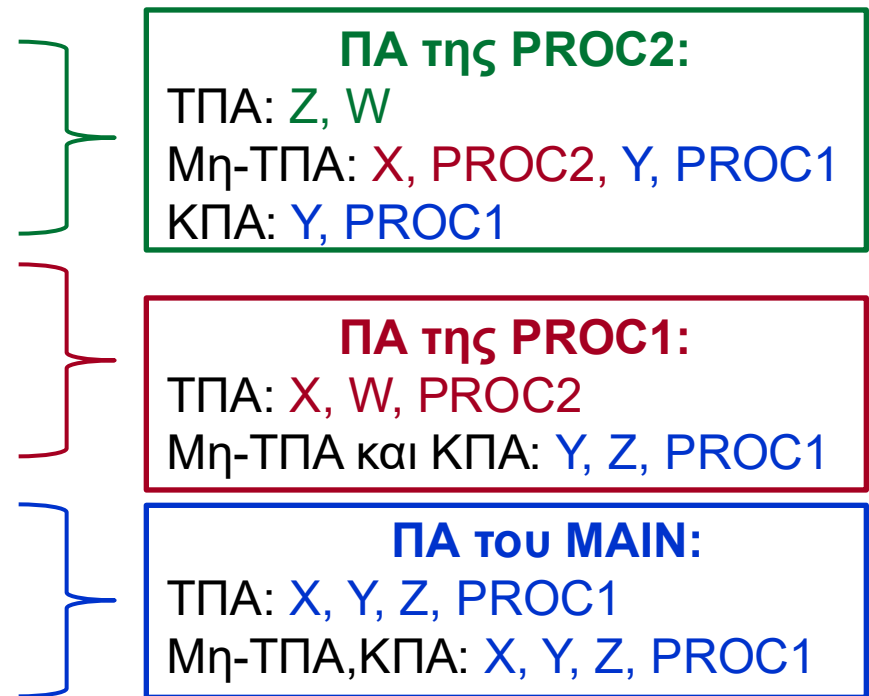 ΠΑ της PROC2:
ΤΠΑ: Z, W
Μη-ΤΠΑ: X, PROC2, Y, PROC1
ΚΠΑ: Y, PROC1
ΠΑ της PROC1:
ΤΠΑ: X, W, PROC2
Μη-ΤΠΑ και ΚΠΑ: Y, Z, PROC1
ΠΑ του MAIN:
ΤΠΑ: X, Y, Z, PROC1
Μη-ΤΠΑ,ΚΠΑ: X, Y, Z, PROC1